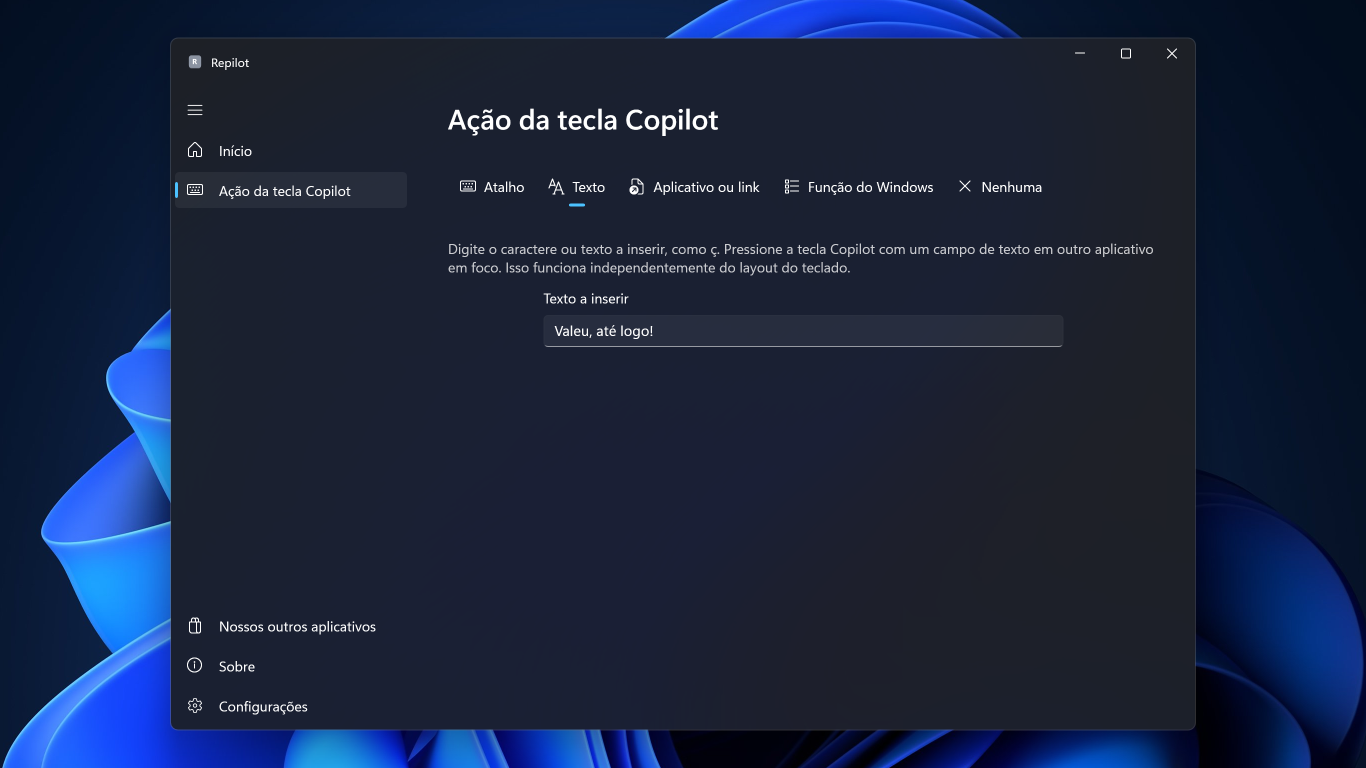 Repilot
Início
Ação da tecla Copilot
Ação da tecla Copilot
Atalho
Texto
Aplicativo ou link
Função do Windows
Nenhuma
Digite o caractere ou texto a inserir, como ç. Pressione a tecla Copilot com um campo de texto em outro aplicativo
em foco. Isso funciona independentemente do layout do teclado.
Texto a inserir
Valeu, até logo!
Nossos outros aplicativos
Sobre
Configurações